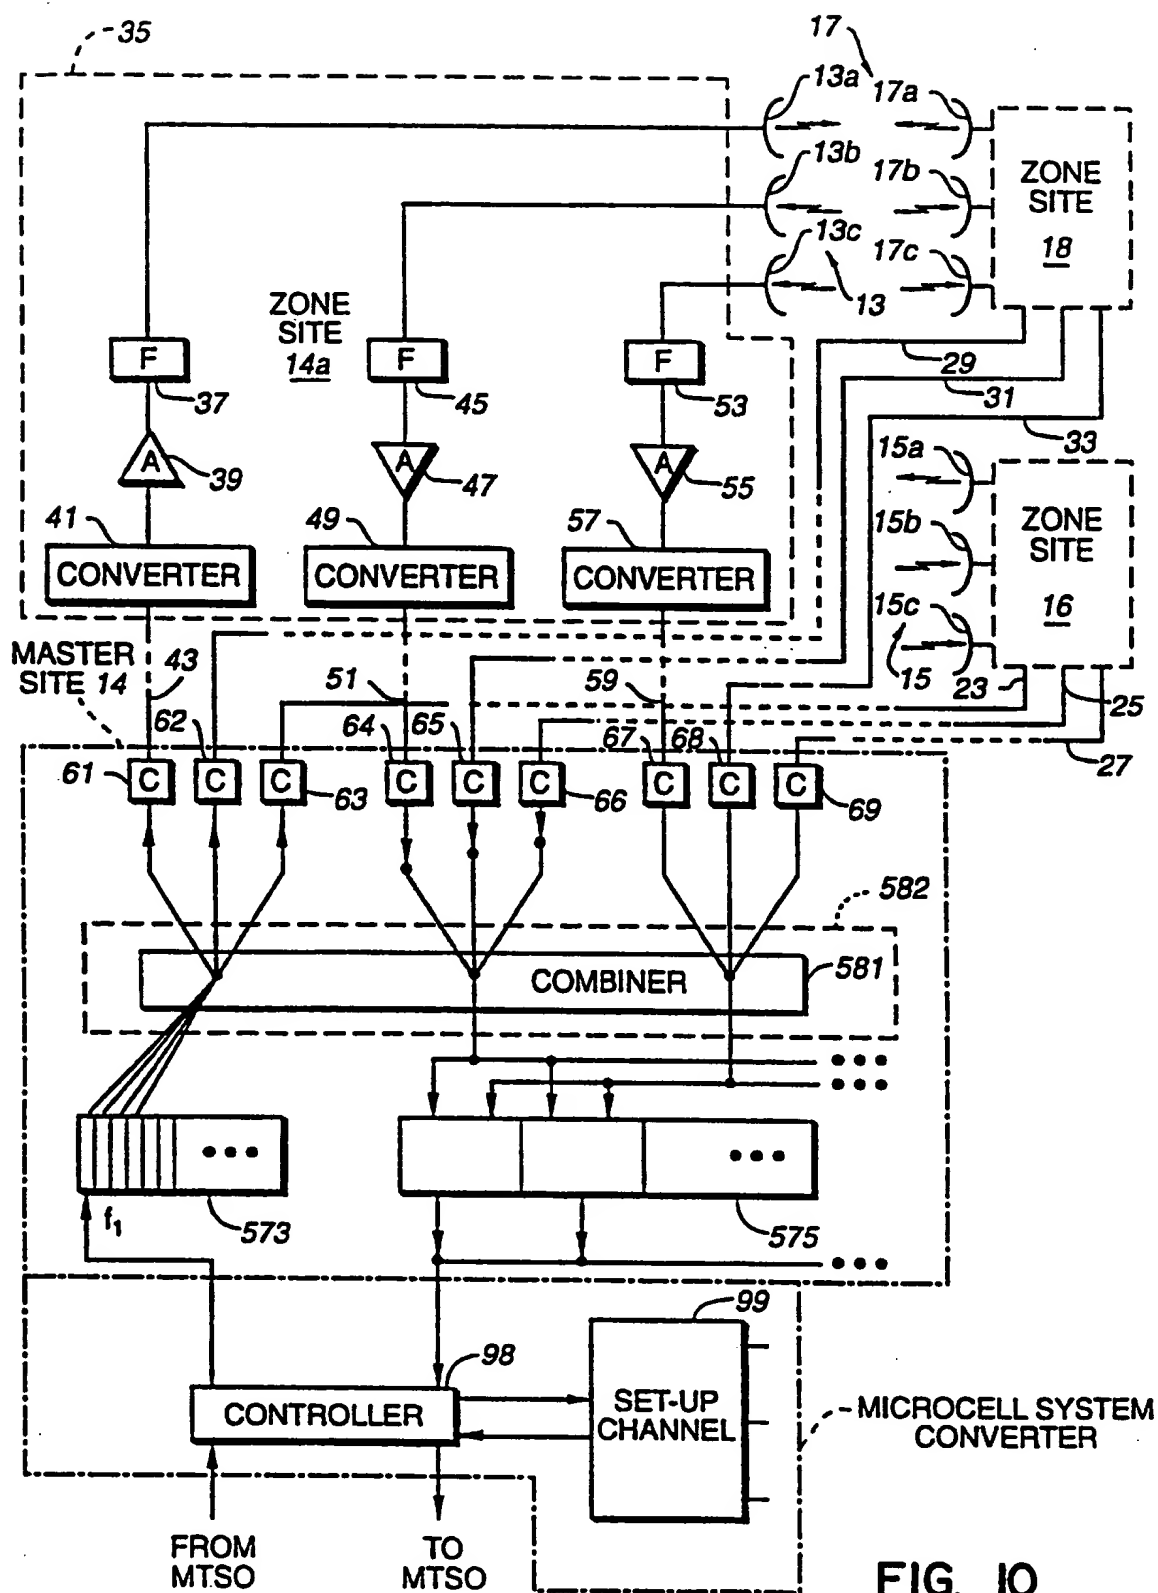 35
17
13a
17a
13b
17b
13c
17c
13
ZONE
SITE
18
ZONE
SITE
14a
F
37
F
45
F
53
29
31
33
A
39
A
47
A
55
15a
15b
15c
15
ZONE
SITE
16
41
CONVERTER
49
CONVERTER
57
CONVERTER
MASTER
SITE 14
43
62
51
64
65
59
67
68
23
25
27
61
C
C
C
63
C
C
C
66
C
C
C
69
582
COMBINER
581
f1
573
575
99
98
CONTROLLER
SET-UP
CHANNEL
MICROCELL SYSTEM
CONVERTER
FROM
MTSO
TO
MTSO
FIG. 10